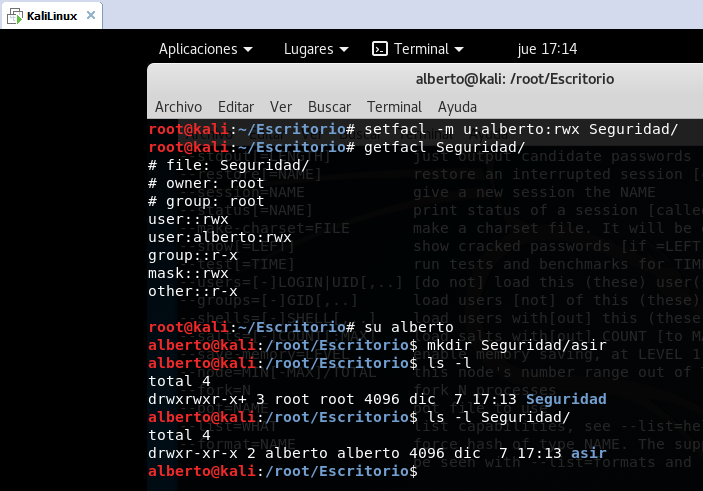 KaliLinux
Aplicaciones Lugares Terminal jue 17:14
alberto@kali: /root/Escritorio
Archivo Editar Ver Buscar Terminal Ayuda
root@kali:~/Escritorio# setfacl -m u:alberto:rwx Seguridad/
root@kali:~/Escritorio# getfacl Seguridad/
# file: Seguridad/
# owner: root
# group: root
user::rwx
user:alberto:rwx
group::r-x
mask::rwx
other::r-x
root@kali:~/Escritorio# su alberto
alberto@kali:/root/Escritorio$ mkdir Seguridad/asir
alberto@kali:/root/Escritorio$ ls -l
total 4
drwxrwxr-x+ 3 root root 4096 dic  7 17:13 Seguridad
alberto@kali:/root/Escritorio$ ls -l Seguridad/
total 4
drwxr-xr-x 2 alberto alberto 4096 dic  7 17:13 asir
alberto@kali:/root/Escritorio$